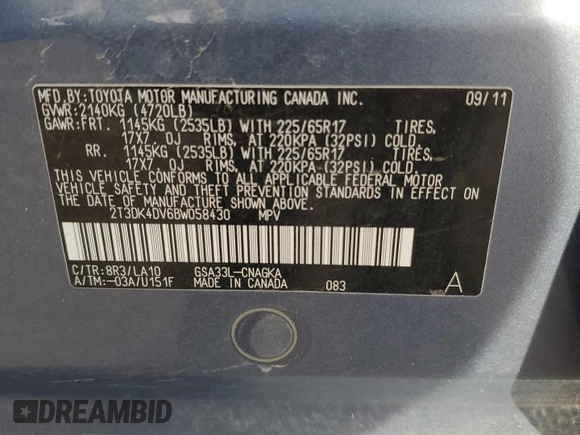 MFD.BY:TOYOTA MOTOR MANUFACTURING CANADA INC. 09/11
GVWR:2140KG (4720LB)
GAWR:FRT. 1145KG (2535LB) WITH 225/65R17 TIRES,
17X7 OJ RIMS, AT 220KPA (32PSI) COLD.
RR. 1145KG (2535LB) WITH 225/65R17 TIRES,
17X7 OJ RIMS, AT 220KPA (32PSI) COLD.
THIS VEHICLE CONFORMS TO ALL APPLICABLE FEDERAL MOTOR
VEHICLE SAFETY AND THEFT PREVENTION STANDARDS IN EFFECT
ON THE DATE OF MANUFACTURE SHOWN ABOVE.
2T3DK4DV6BW058430 MPV
C/TR:8R3/LA10 GSA33L-CNAGKA
A/TM:-03A/U151F MADE IN CANADA 083 A
DREAMBID